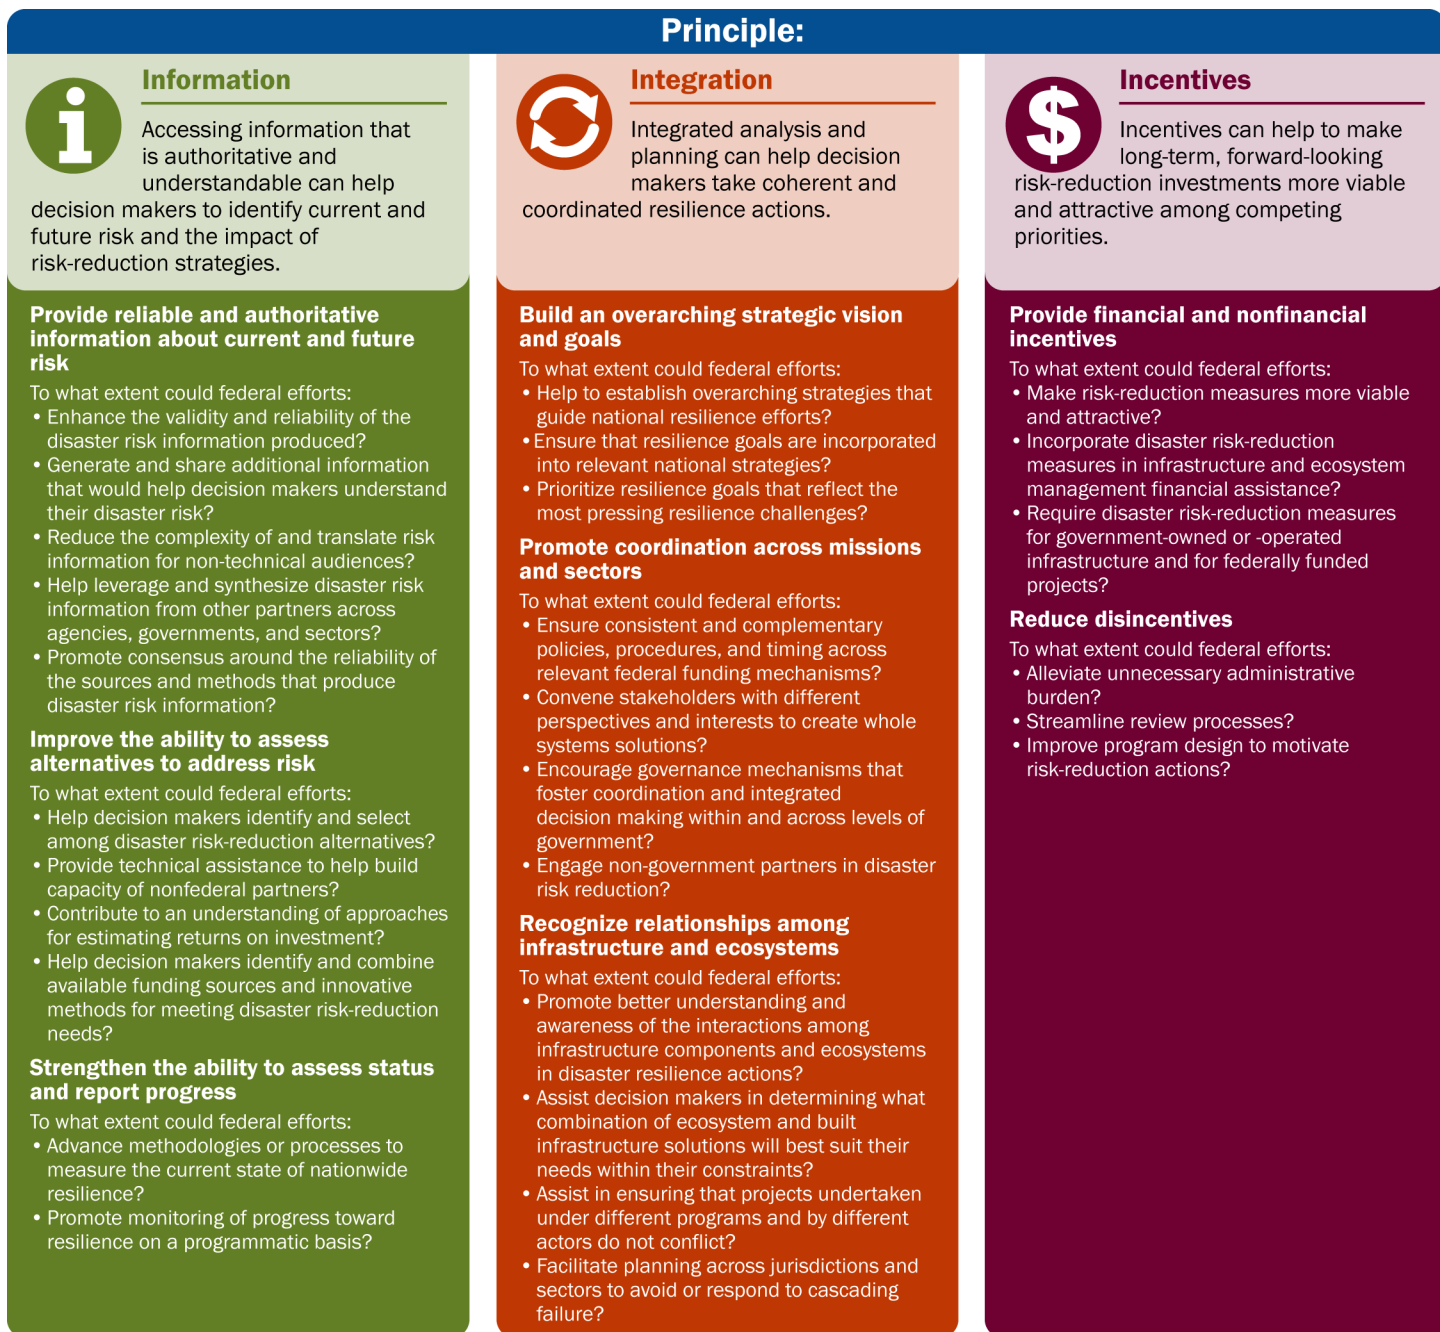 Principle:
Information
Accessing information that
is authoritative and
understandable can help
decision makers to identify current and
future risk and the impact of
risk-reduction strategies.
Provide reliable and authoritative
information about current and future
risk
To what extent could federal efforts:
• Enhance the validity and reliability of the
disaster risk information produced?
• Generate and share additional information
that would help decision makers understand
their disaster risk?
• Reduce the complexity of and translate risk
information for non-technical audiences?
• Help leverage and synthesize disaster risk
information from other partners across
agencies, governments, and sectors?
• Promote consensus around the reliability of
the sources and methods that produce
disaster risk information?
Improve the ability to assess
alternatives to address risk
To what extent could federal efforts:
• Help decision makers identify and select
among disaster risk-reduction alternatives?
• Provide technical assistance to help build
capacity of nonfederal partners?
• Contribute to an understanding of approaches
for estimating returns on investment?
• Help decision makers identify and combine
available funding sources and innovative
methods for meeting disaster risk-reduction
needs?
Strengthen the ability to assess status
and report progress
To what extent could federal efforts:
• Advance methodologies or processes to
measure the current state of nationwide
resilience?
• Promote monitoring of progress toward
resilience on a programmatic basis?
Integration
Integrated analysis and
planning can help decision
makers take coherent and
coordinated resilience actions.
Build an overarching strategic vision
and goals
To what extent could federal efforts:
• Help to establish overarching strategies that
guide national resilience efforts?
• Ensure that resilience goals are incorporated
into relevant national strategies?
• Prioritize resilience goals that reflect the
most pressing resilience challenges?
Promote coordination across missions
and sectors
To what extent could federal efforts:
• Ensure consistent and complementary
policies, procedures, and timing across
relevant federal funding mechanisms?
• Convene stakeholders with different
perspectives and interests to create whole
systems solutions?
• Encourage governance mechanisms that
foster coordination and integrated
decision making within and across levels of
government?
• Engage non-government partners in disaster
risk reduction?
Recognize relationships among
infrastructure and ecosystems
To what extent could federal efforts:
• Promote better understanding and
awareness of the interactions among
infrastructure components and ecosystems
in disaster resilience actions?
• Assist decision makers in determining what
combination of ecosystem and built
infrastructure solutions will best suit their
needs within their constraints?
• Assist in ensuring that projects undertaken
under different programs and by different
actors do not conflict?
• Facilitate planning across jurisdictions and
sectors to avoid or respond to cascading
failure?
$
Incentives
Incentives can help to make
long-term, forward-looking
risk-reduction investments more viable
and attractive among competing
priorities.
Provide financial and nonfinancial
incentives
To what extent could federal efforts:
• Make risk-reduction measures more viable
and attractive?
• Incorporate disaster risk-reduction
measures in infrastructure and ecosystem
management financial assistance?
• Require disaster risk-reduction measures
for government-owned or -operated
infrastructure and for federally funded
projects?
Reduce disincentives
To what extent could federal efforts:
• Alleviate unnecessary administrative
burden?
• Streamline review processes?
• Improve program design to motivate
risk-reduction actions?